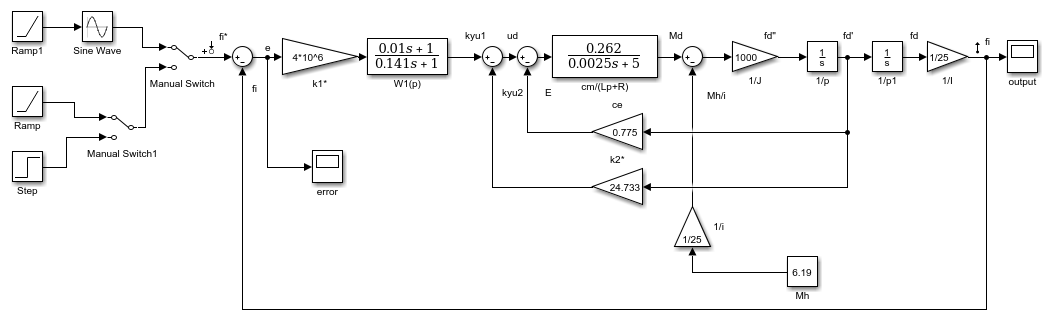 Ramp1
Sine Wave
Manual Switch
Ramp
Manual Switch1
Step
fi*
e
fi
4*10^6
k1*
0.01s + 1
0.141s + 1
W1(p)
error
kyu1
ud
kyu2
E
0.262
0.0025s + 5
cm/(Lp+R)
ce
0.775
k2*
24.733
Md
Mh/i
1000
1/J
fd''
1
s
1/p
fd'
1
s
1/p1
fd
1/25
1/I
fi
output
1/25
1/i
6.19
Mh